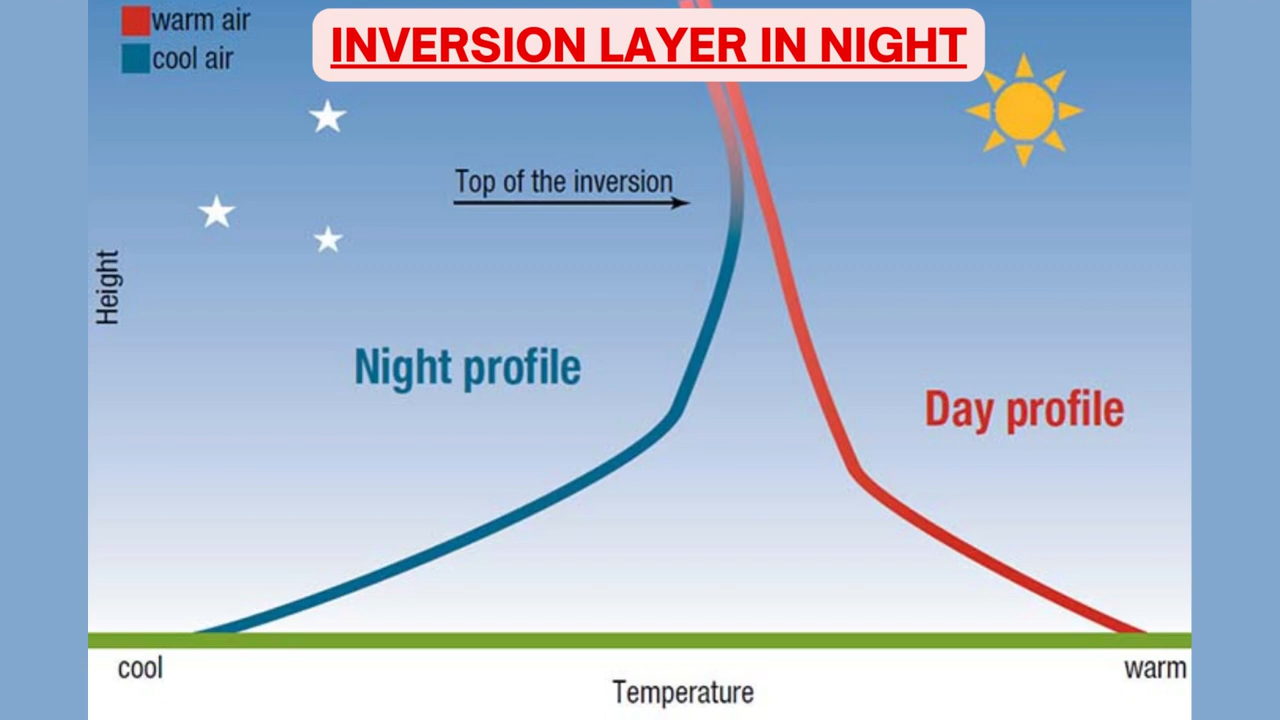 INVERSION LAYER IN NIGHT
warm air
cool air
Top of the inversion
Height
Night profile
Day profile
cool
warm
Temperature